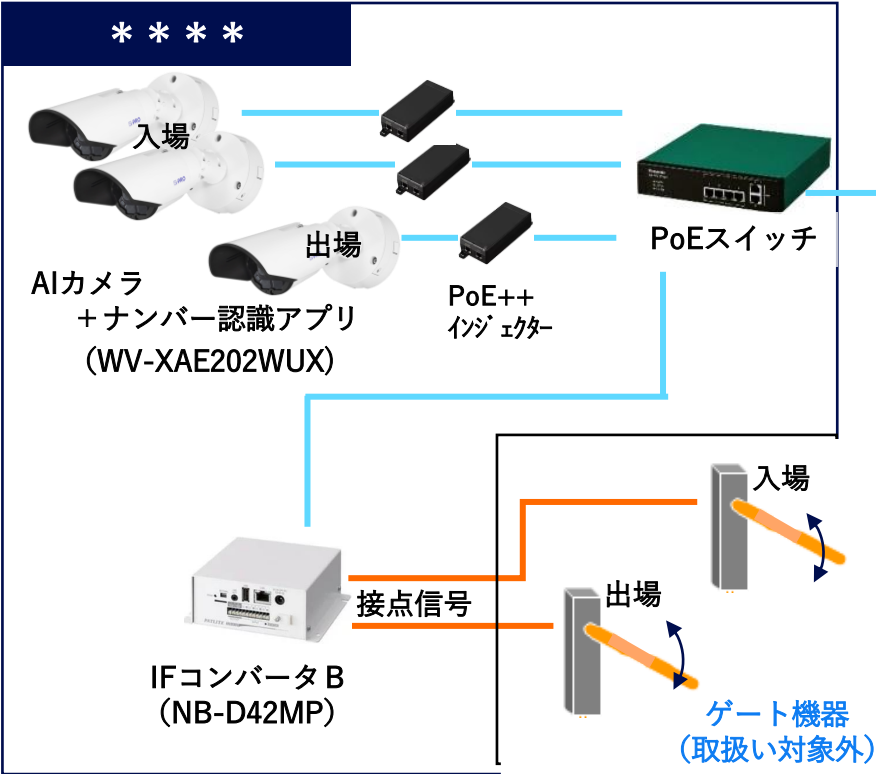 ＊＊＊＊
入場
出場
AIカメラ
＋ナンバー認識アプリ
（WV-XAE202WUX）
PoE++
ｲﾝｼﾞｪｸﾀｰ
PoEスイッチ
入場
出場
接点信号
IFコンバータB
（NB-D42MP）
ゲート機器
（取扱い対象外）